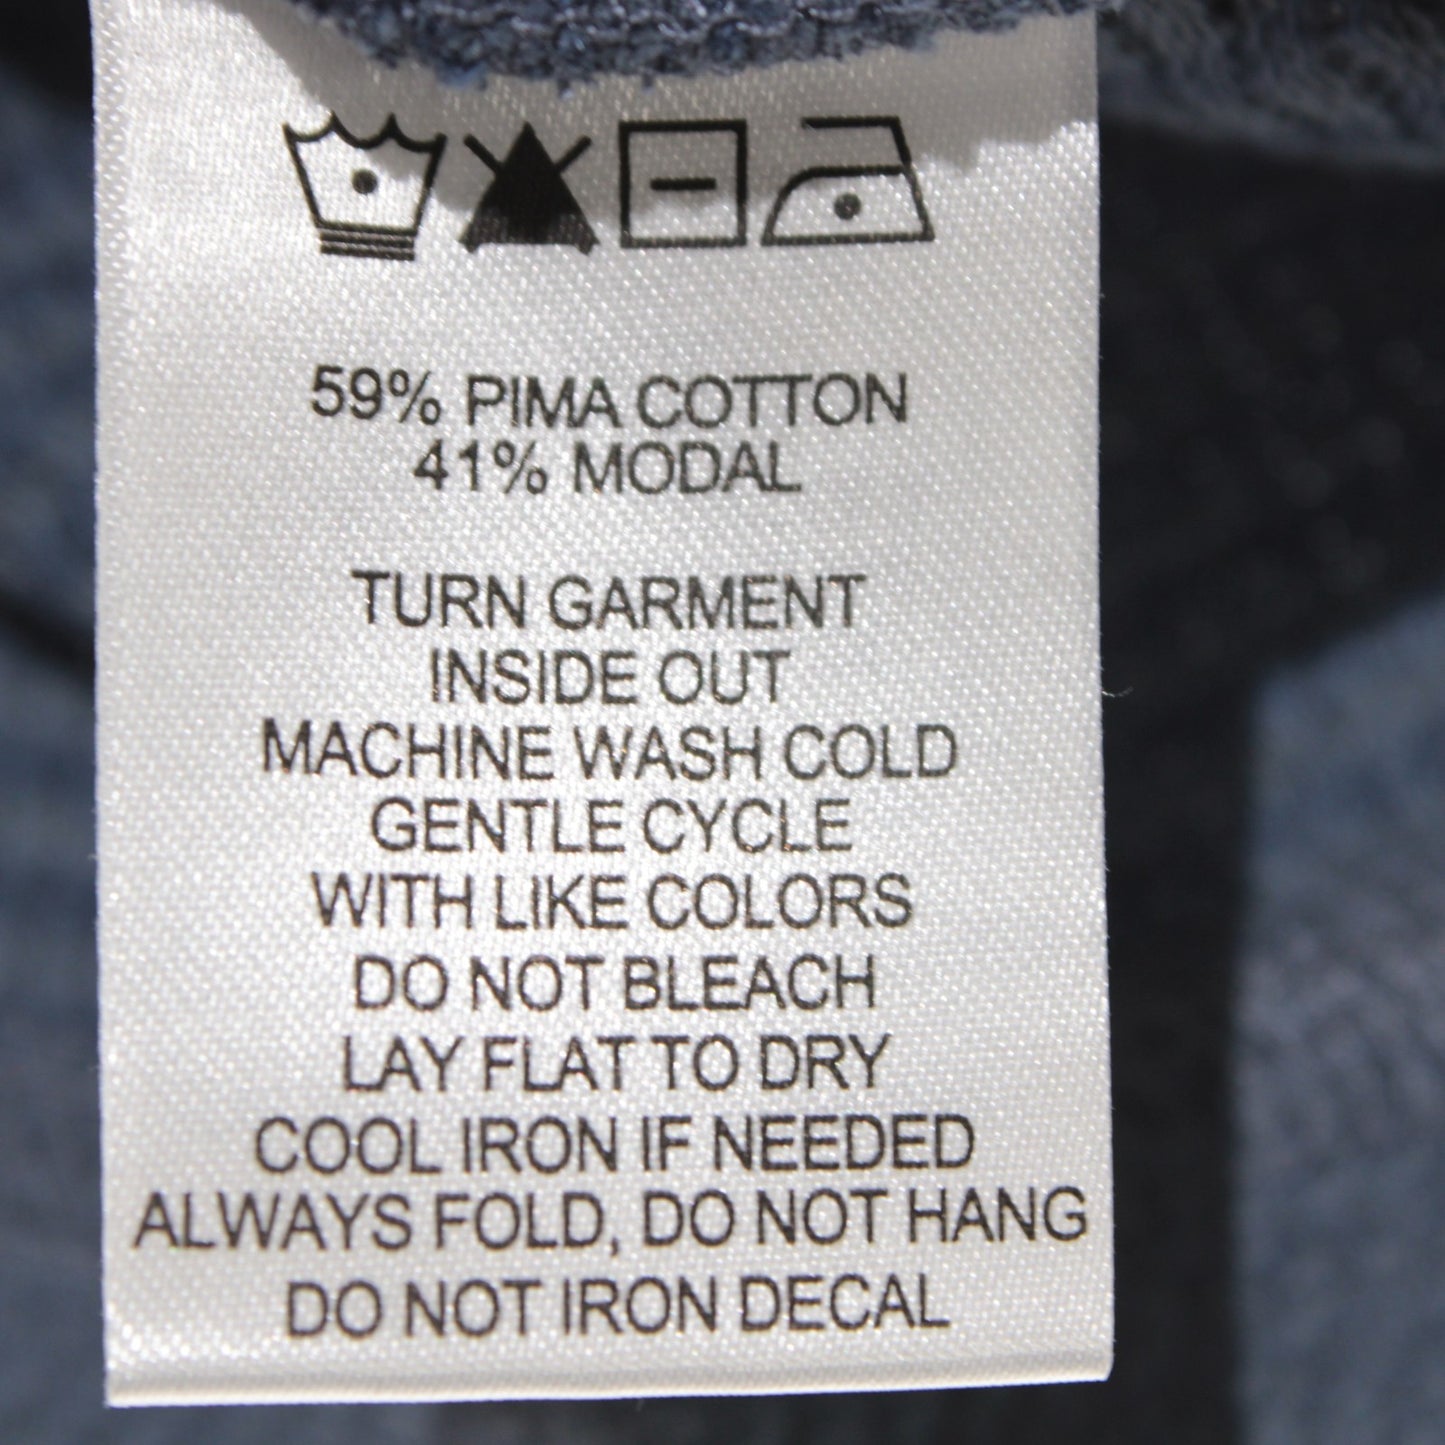 59% PIMA COTTON
41% MODAL
TURN GARMENT
INSIDE OUT
MACHINE WASH COLD
GENTLE CYCLE
WITH LIKE COLORS
DO NOT BLEACH
LAY FLAT TO DRY
COOL IRON IF NEEDED
ALWAYS FOLD, DO NOT HANG
DO NOT IRON DECAL